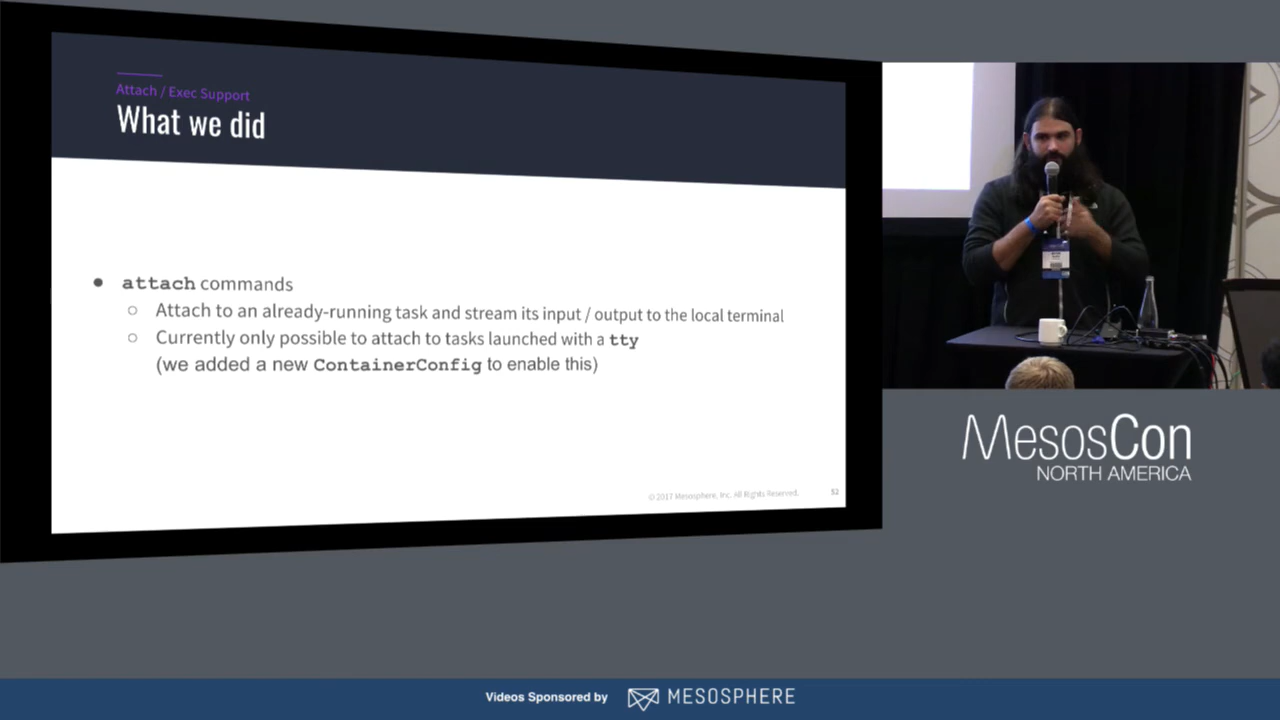 Attach / Exec Support
What we did
● attach commands
○ Attach to an already-running task and stream its input / output to the local terminal
○ Currently only possible to attach to tasks launched with a tty
(we added a new ContainerConfig to enable this)
© 2017 Mesosphere, Inc. All Rights Reserved.
52
MesosCon
NORTH AMERICA
Videos Sponsored by MESOSPHERE